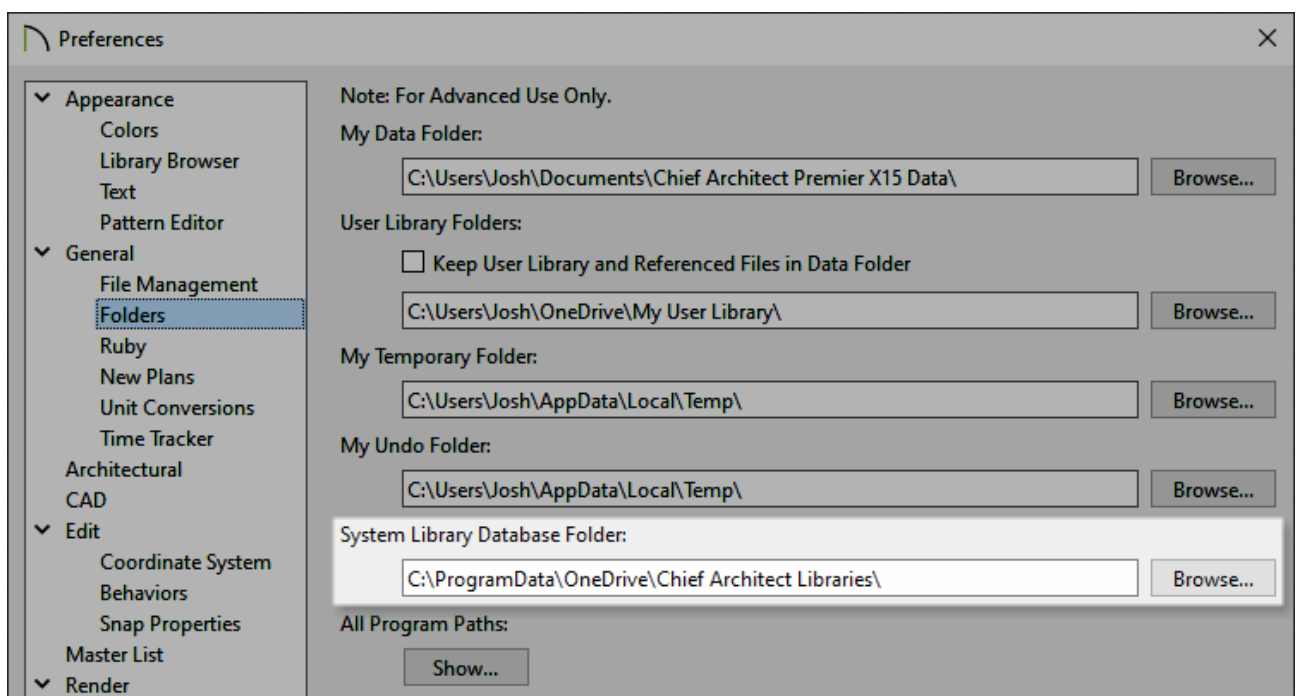 Preferences
Appearance
Colors
Library Browser
Text
Pattern Editor
General
File Management
Folders
Ruby
New Plans
Unit Conversions
Time Tracker
Architectural
CAD
Edit
Coordinate System
Behaviors
Snap Properties
Master List
Render
Note: For Advanced Use Only.
My Data Folder:
C:\Users\Josh\Documents\Chief Architect Premier X15 Data\ Browse...
User Library Folders:
Keep User Library and Referenced Files in Data Folder
C:\Users\Josh\OneDrive\My User Library\ Browse...
My Temporary Folder:
C:\Users\Josh\AppData\Local\Temp\ Browse...
My Undo Folder:
C:\Users\Josh\AppData\Local\Temp\ Browse...
System Library Database Folder:
C:\ProgramData\OneDrive\Chief Architect Libraries\ Browse...
All Program Paths:
Show...